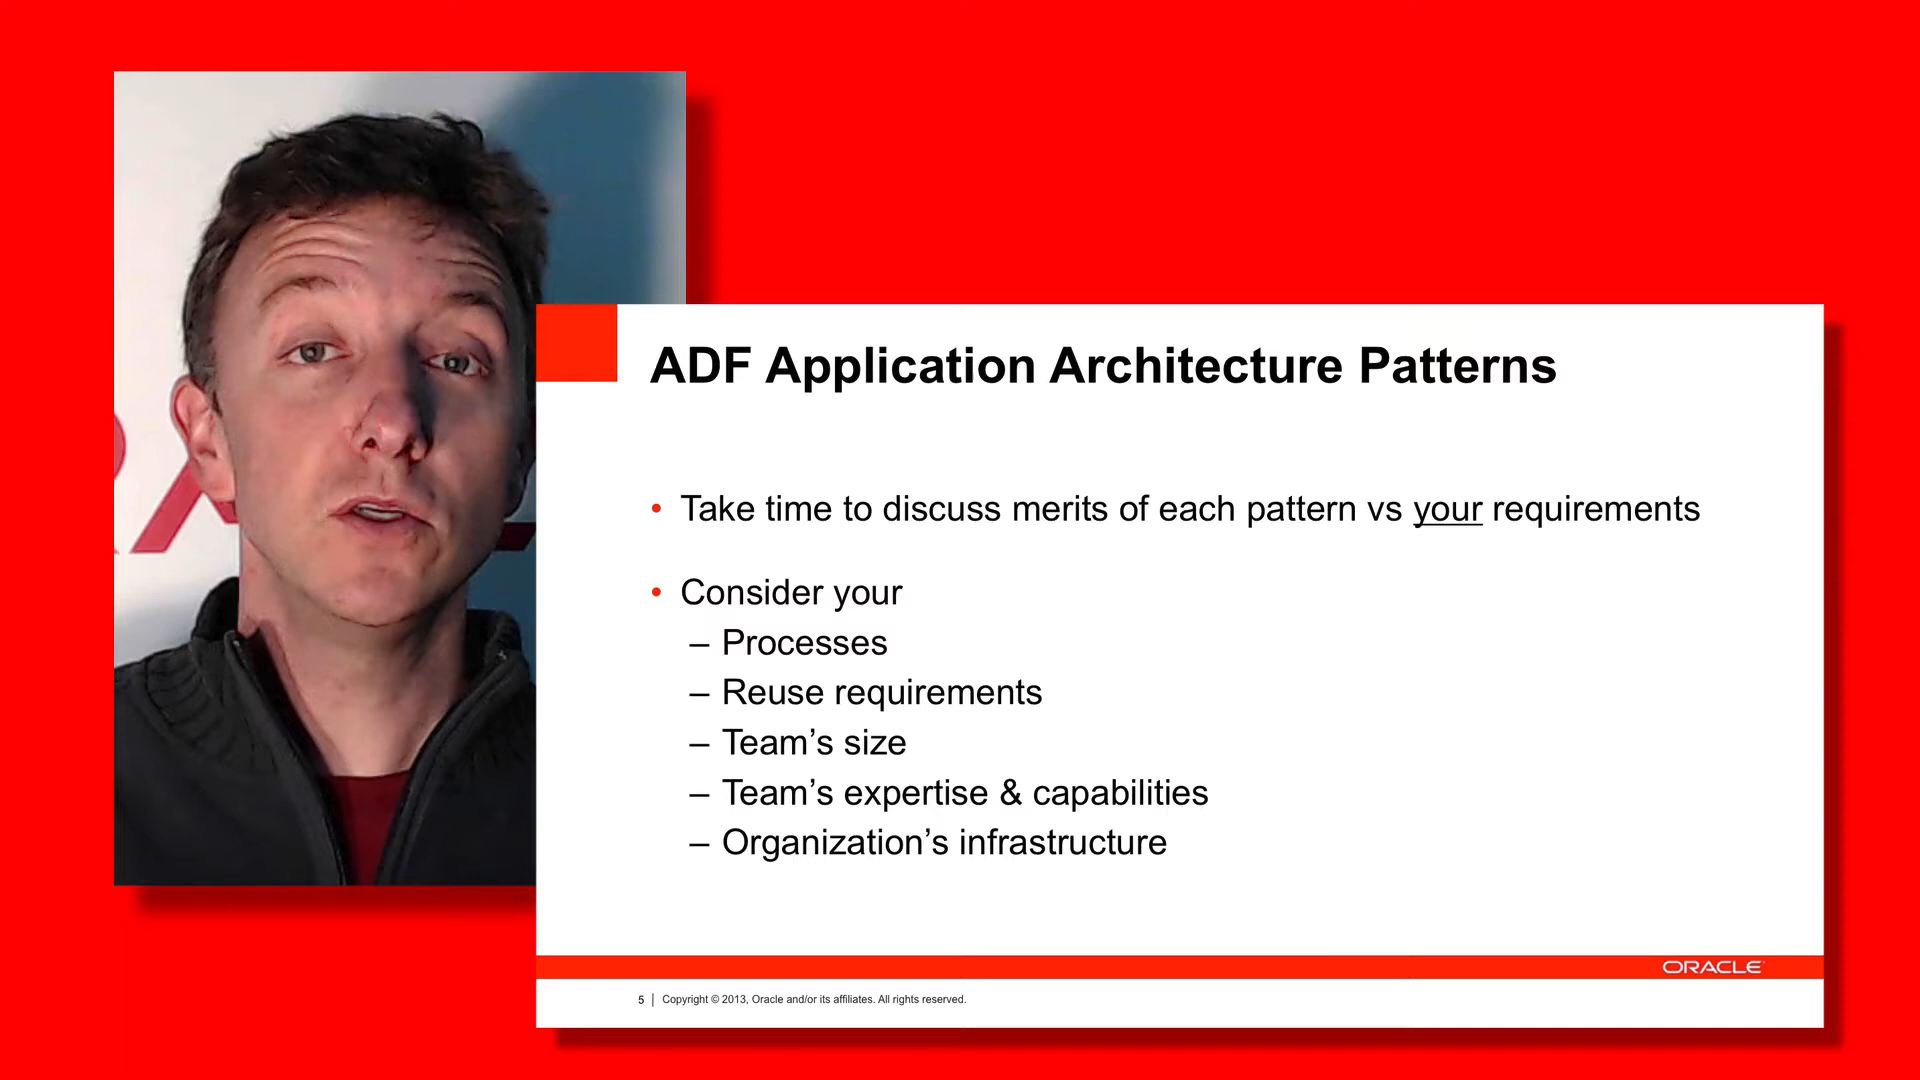 ADF Application Architecture Patterns
• Take time to discuss merits of each pattern vs your requirements
• Consider your
– Processes
– Reuse requirements
– Team’s size
– Team’s expertise & capabilities
– Organization’s infrastructure
ORACLE
5 | Copyright © 2013, Oracle and/or its affiliates. All rights reserved.